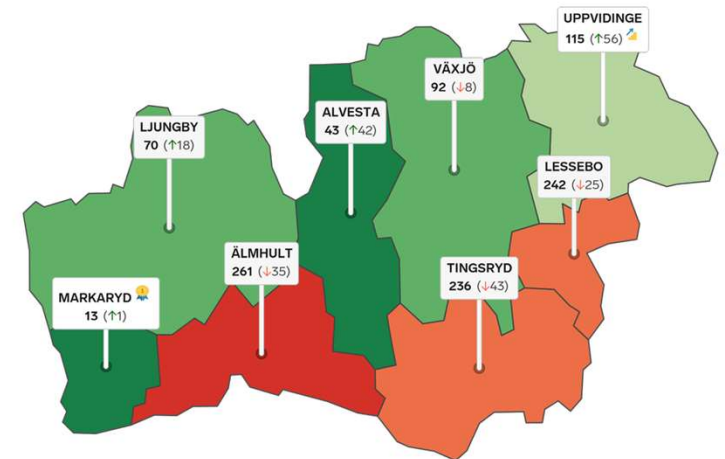 UPPVIDINGE
115 (↑56)
VÄXJÖ
92 (↓8)
ALVESTA
43 (↑42)
LJUNGBY
70 (↑18)
LESSEBO
242 (↓25)
ÄLMHULT
261 (↓35)
TINGSRYD
236 (↓43)
MARKARYD
13 (↑1)